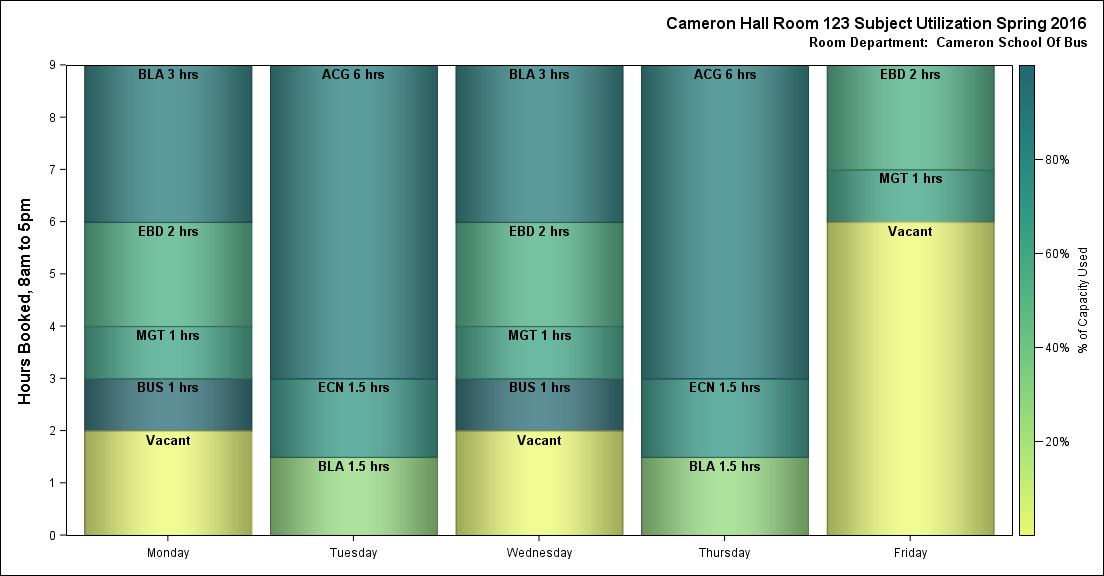 Cameron Hall Room 123 Subject Utilization Spring 2016
Room Department: Cameron School Of Bus
Hours Booked, 8am to 5pm
9
8
7
6
5
4
3
2
1
0
BLA 3 hrs
EBD 2 hrs
MGT 1 hrs
BUS 1 hrs
Vacant
Monday
ACG 6 hrs
ECN 1.5 hrs
BLA 1.5 hrs
Tuesday
BLA 3 hrs
EBD 2 hrs
MGT 1 hrs
BUS 1 hrs
Vacant
Wednesday
ACG 6 hrs
ECN 1.5 hrs
BLA 1.5 hrs
Thursday
EBD 2 hrs
MGT 1 hrs
Vacant
Friday
80%
60%
40%
20%
% of Capacity Used